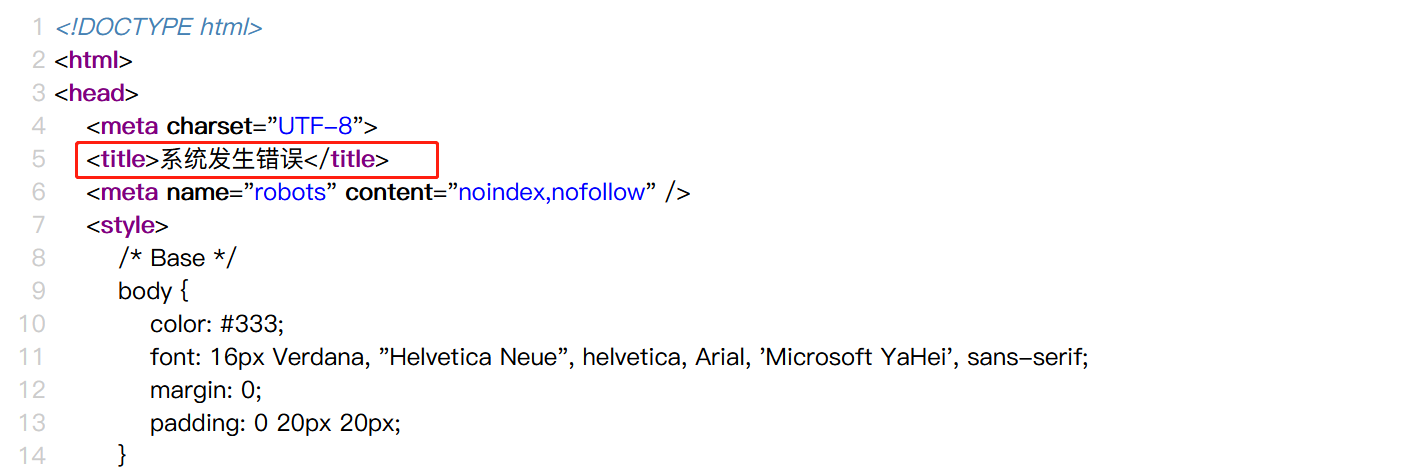 1 <!DOCTYPE html>
2 <html>
3 <head>
4 <meta charset="UTF-8">
5 <title>系统发生错误</title>
6 <meta name="robots" content="noindex,nofollow" />
7 <style>
8 /* Base */
9 body {
10 color: #333;
11 font: 16px Verdana, "Helvetica Neue", helvetica, Arial, 'Microsoft YaHei', sans-serif;
12 margin: 0;
13 padding: 0 20px 20px;
14 }